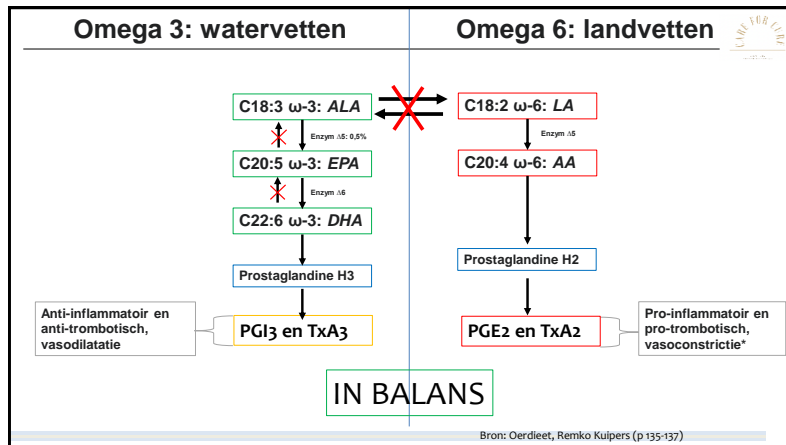 Omega 3: watervetten
Omega 6: landvetten
CARE FOR CURE
C18:3 ω-3: ALA
C18:2 ω-6: LA
Enzym Δ5: 0,5%
Enzym Δ5
C20:5 ω-3: EPA
C20:4 ω-6: AA
Enzym Δ6
C22:6 ω-3: DHA
Prostaglandine H3
Prostaglandine H2
Anti-inflammatoir en
anti-trombotisch,
vasodilatatie
PGI3 en TxA3
PGE2 en TxA2
Pro-inflammatoir en
pro-trombotisch,
vasoconstrictie*
IN BALANS
Bron: Oerdieet, Remko Kuipers (p 135-137)